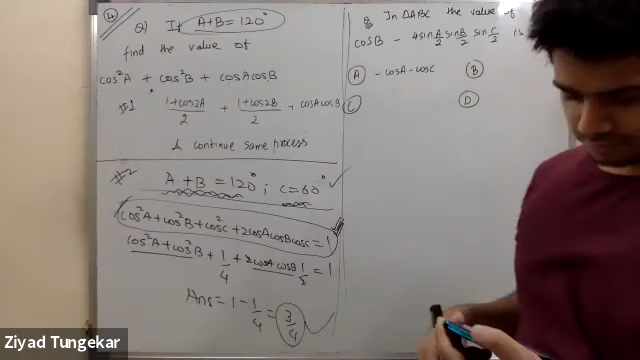 ④ Q) If A+B = 120°
find the value of
cos²A + cos²B + cosA cosB
#1 1+cos2A/2 + 1+cos2B/2 + cosA cosB
& continue same process
#2 A + B = 120° ; C = 60°
cos²A + cos²B + cos²C + 2cosA cosB cosC = 1
cos²A + cos²B + 1/4 + 2cosA cosB 1/2 = 1
Ans = 1 - 1/4 = 3/4
Q In ΔABC the value of
cosB - 4 sin A/2 sin B/2 sin C/2 is
Ⓐ - cosA - cosC Ⓑ
Ⓒ Ⓓ
Ziyad Tungekar